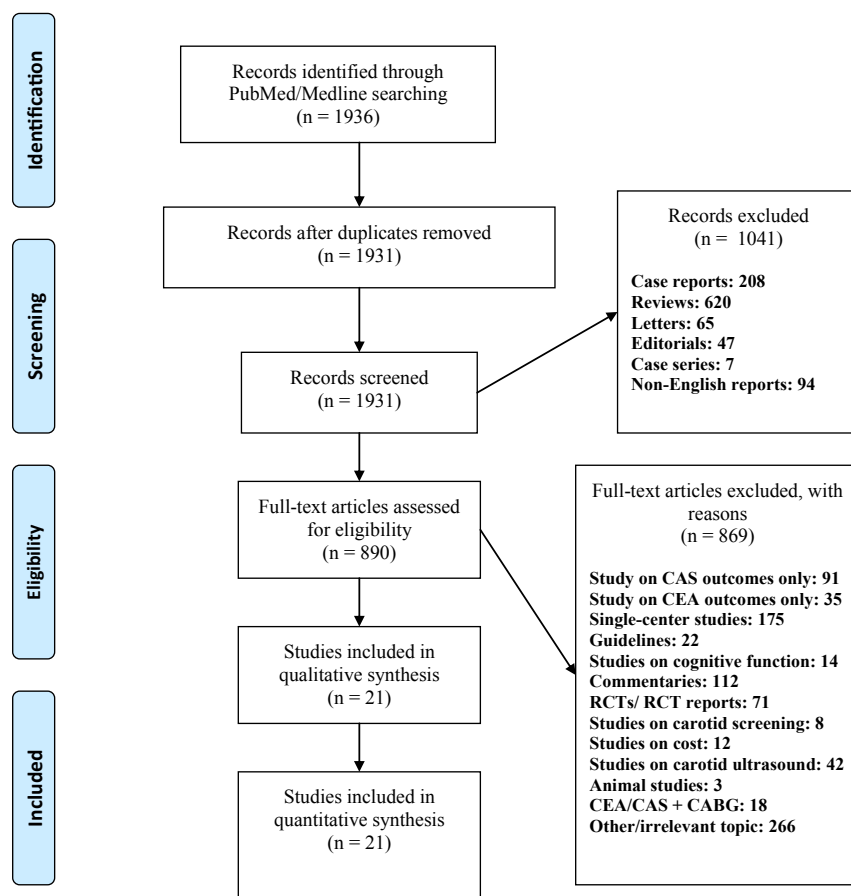 Identification
Records identified through
PubMed/Medline searching
(n = 1936)
Records after duplicates removed
(n = 1931)
Screening
Records screened
(n = 1931)
Records excluded
(n = 1041)
Case reports: 208
Reviews: 620
Letters: 65
Editorials: 47
Case series: 7
Non-English reports: 94
Eligibility
Full-text articles assessed
for eligibility
(n = 890)
Full-text articles excluded, with
reasons
(n = 869)
Study on CAS outcomes only: 91
Study on CEA outcomes only: 35
Single-center studies: 175
Guidelines: 22
Studies on cognitive function: 14
Commentaries: 112
RCTs/ RCT reports: 71
Studies on carotid screening: 8
Studies on cost: 12
Studies on carotid ultrasound: 42
Animal studies: 3
CEA/CAS + CABG: 18
Other/irrelevant topic: 266
Studies included in
qualitative synthesis
(n = 21)
Included
Studies included in
quantitative synthesis
(n = 21)